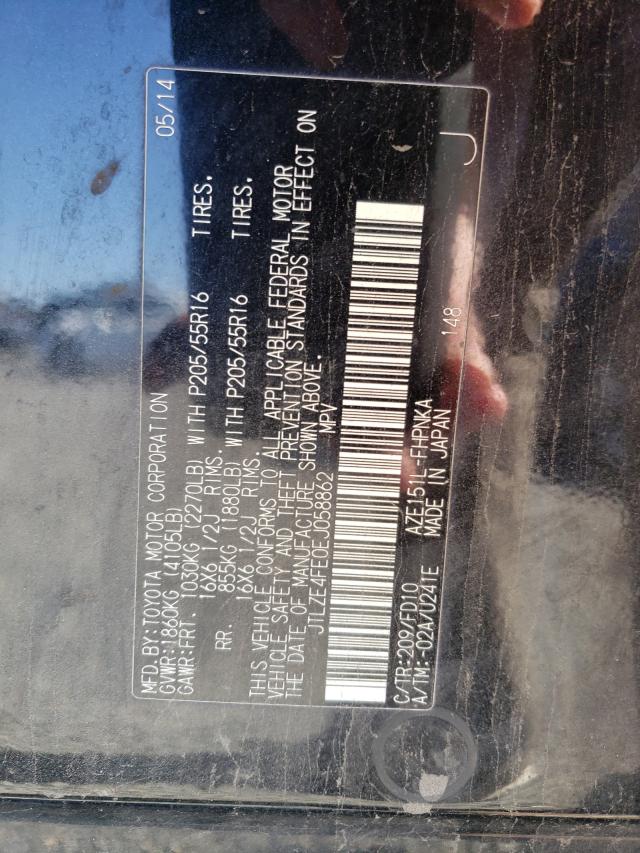 MFD.BY:TOYOTA MOTOR CORPORATION 05/14
GVWR:1860KG (4105LB)
GAWR:FRT. 1030KG (2270LB) WITH P205/55R16 TIRES.
16X6 1/2J RIMS.
RR. 855KG (1880LB) WITH P205/55R16 TIRES.
16X6 1/2J RIMS.
THIS VEHICLE CONFORMS TO ALL APPLICABLE FEDERAL MOTOR
VEHICLE SAFETY AND THEFT PREVENTION STANDARDS IN EFFECT ON
THE DATE OF MANUFACTURE SHOWN ABOVE.
JTLZE4FE0EJ058862 MPV
C/TR:209/FD10 AZE151L-FHPNKA 148 J
A/TM:-02A/U241E MADE IN JAPAN